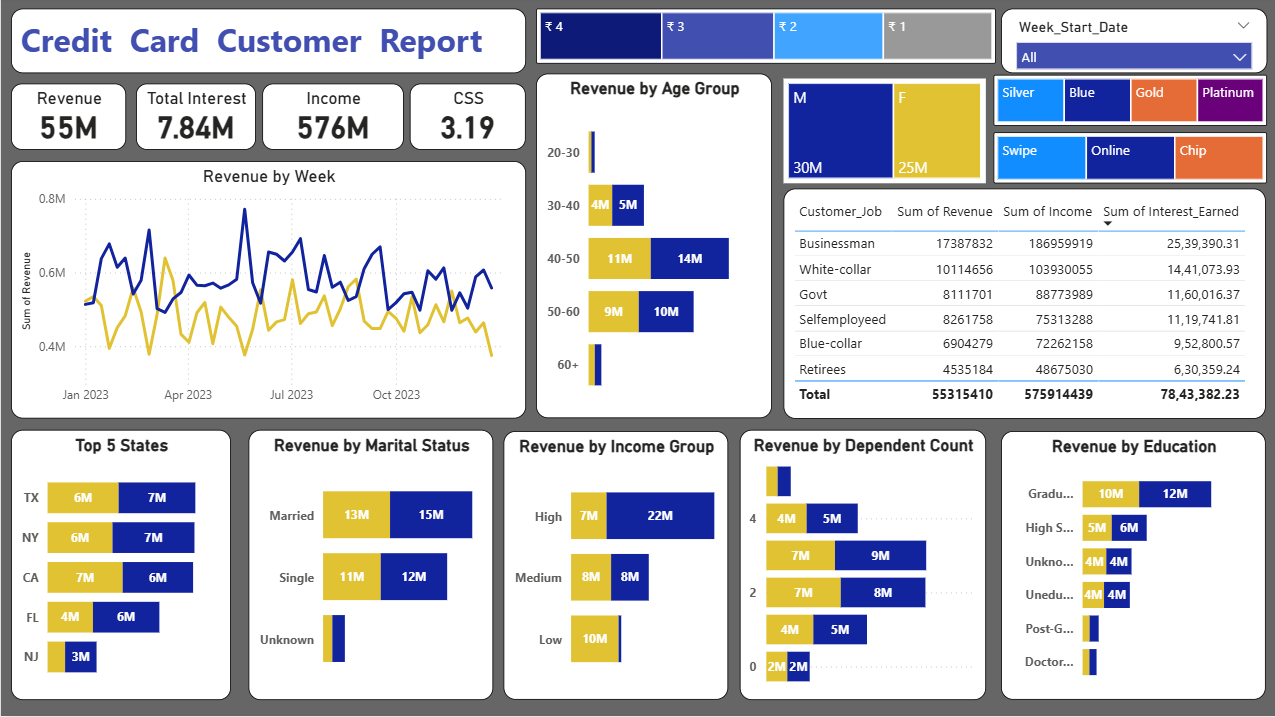 Credit Card Customer Report
₹ 4
₹ 3
₹ 2
₹ 1
Week_Start_Date
All
Revenue
55M
Total Interest
7.84M
Income
576M
CSS
3.19
Revenue by Age Group
20-30
30-40
4M 5M
40-50
11M 14M
50-60
9M 10M
60+
M
30M
F
25M
Silver
Blue
Gold
Platinum
Swipe
Online
Chip
Revenue by Week
Sum of Revenue
0.8M
0.6M
0.4M
Jan 2023
Apr 2023
Jul 2023
Oct 2023
Customer_Job Sum of Revenue Sum of Income Sum of Interest_Earned
Businessman 17387832 186959919 25,39,390.31
White-collar 10114656 103930055 14,41,073.93
Govt 8111701 88773989 11,60,016.37
Selfemployeed 8261758 75313288 11,19,741.81
Blue-collar 6904279 72262158 9,52,800.57
Retirees 4535184 48675030 6,30,359.24
Total 55315410 575914439 78,43,382.23
Top 5 States
TX 6M 7M
NY 6M 7M
CA 7M 6M
FL 4M 6M
NJ 3M
Revenue by Marital Status
Married 13M 15M
Single 11M 12M
Unknown
Revenue by Income Group
High 7M 22M
Medium 8M 8M
Low 10M
Revenue by Dependent Count
4 4M 5M
7M 9M
2 7M 8M
4M 5M
0 2M 2M
Revenue by Education
Gradu... 10M 12M
High S... 5M 6M
Unkno... 4M 4M
Unedu... 4M 4M
Post-G...
Doctor...